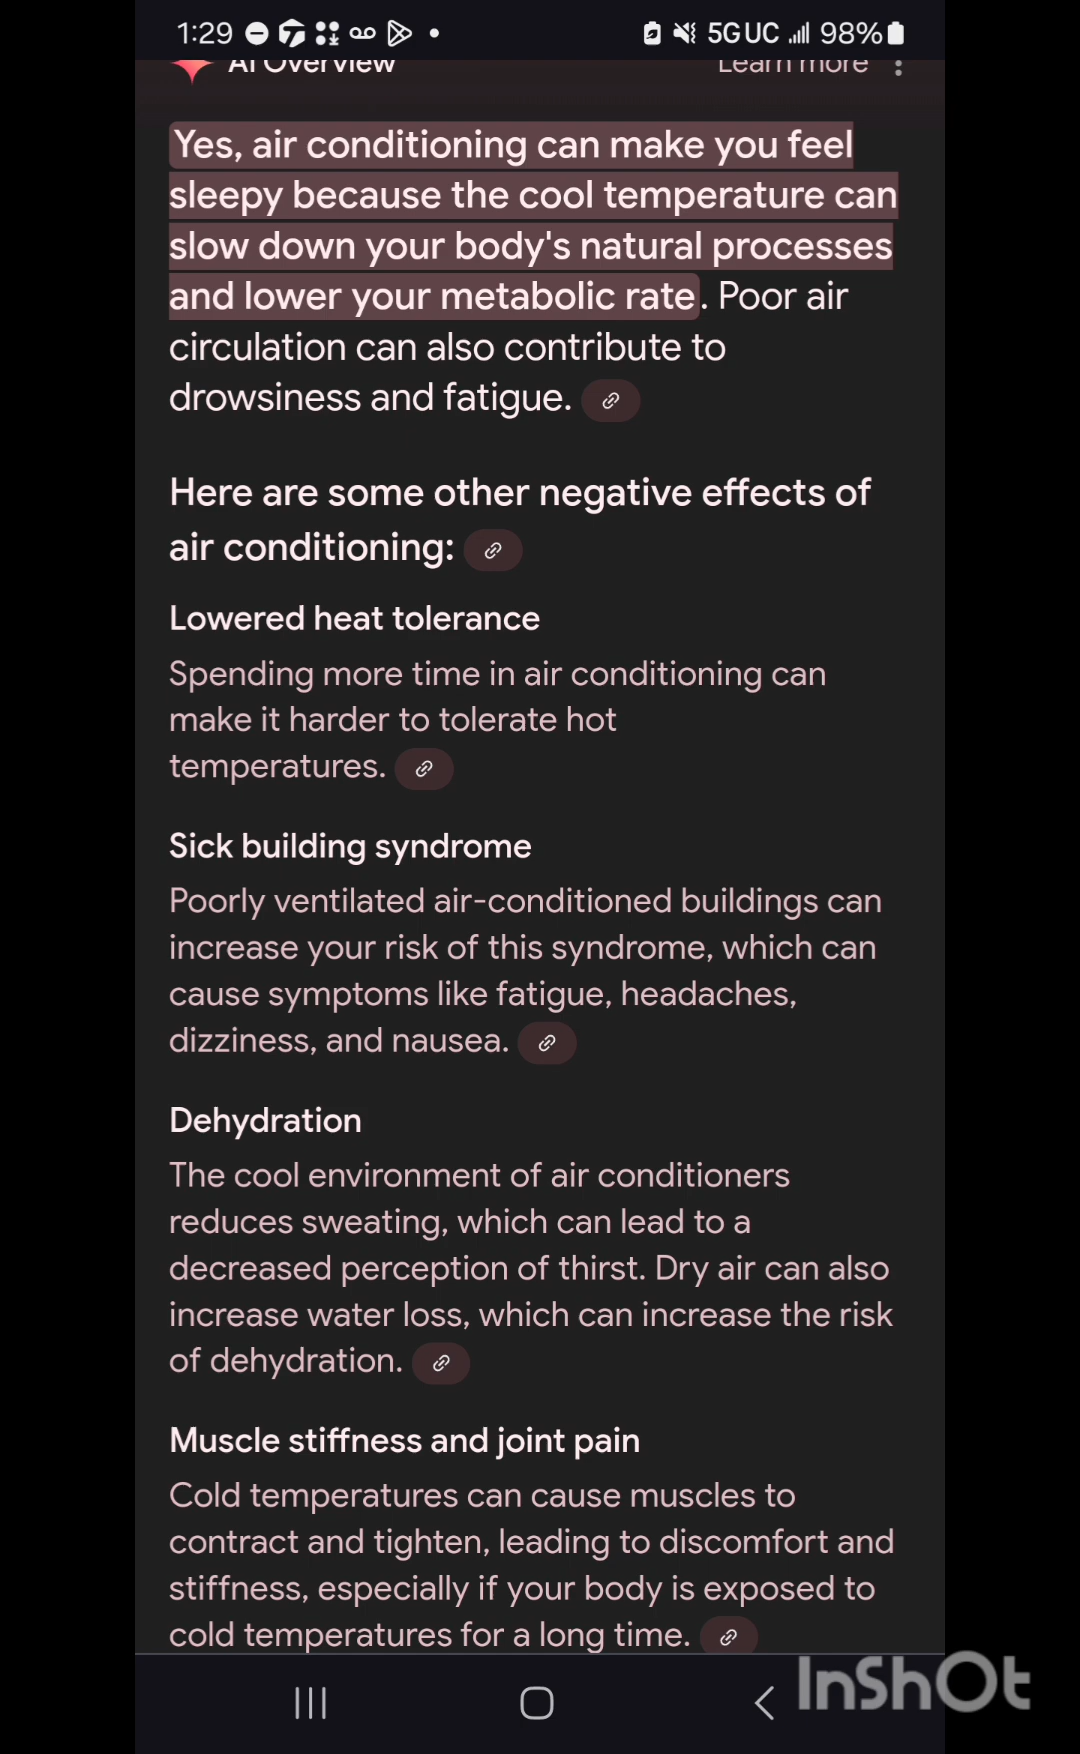 1:29 5G UC 98%
AI Overview Learn more
Yes, air conditioning can make you feel
sleepy because the cool temperature can
slow down your body's natural processes
and lower your metabolic rate. Poor air
circulation can also contribute to
drowsiness and fatigue.
Here are some other negative effects of
air conditioning:
Lowered heat tolerance
Spending more time in air conditioning can
make it harder to tolerate hot
temperatures.
Sick building syndrome
Poorly ventilated air-conditioned buildings can
increase your risk of this syndrome, which can
cause symptoms like fatigue, headaches,
dizziness, and nausea.
Dehydration
The cool environment of air conditioners
reduces sweating, which can lead to a
decreased perception of thirst. Dry air can also
increase water loss, which can increase the risk
of dehydration.
Muscle stiffness and joint pain
Cold temperatures can cause muscles to
contract and tighten, leading to discomfort and
stiffness, especially if your body is exposed to
cold temperatures for a long time.
InShOt